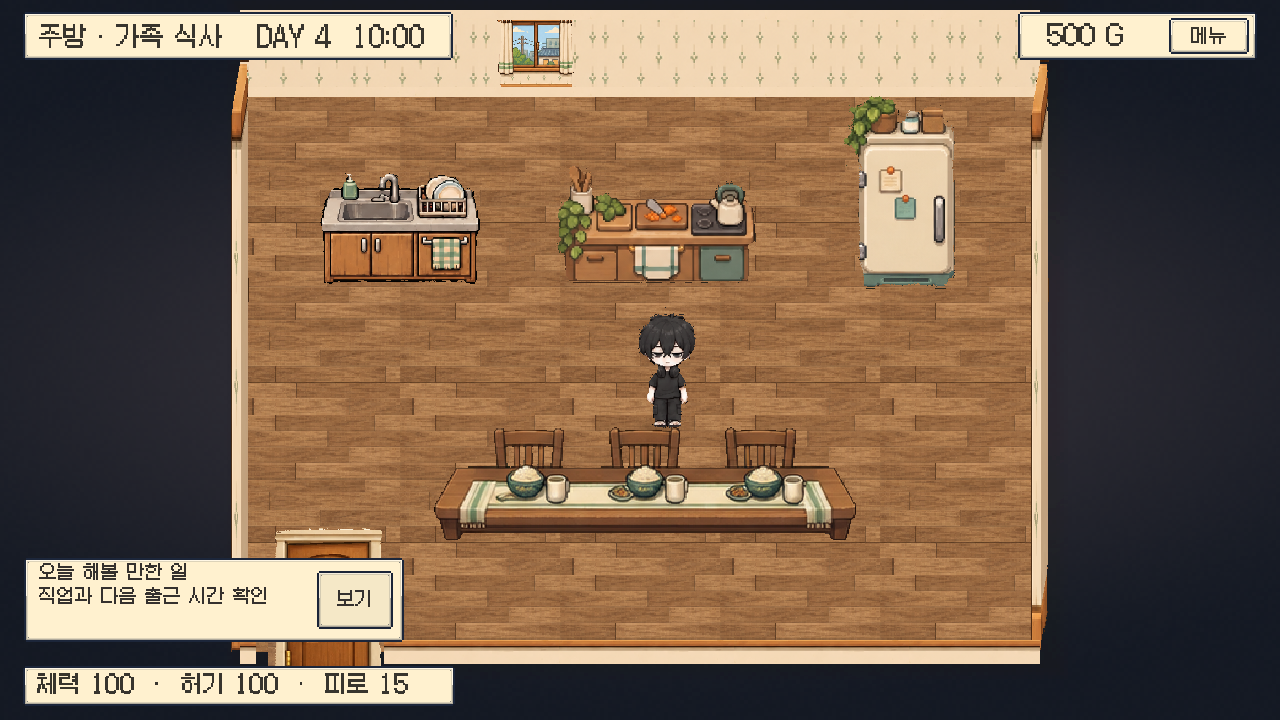 주방 · 가족 식사 DAY 4 10:00
500 G
메뉴
오늘 해볼 만한 일
직업과 다음 출근 시간 확인
보기
체력 100 · 허기 100 · 피로 15